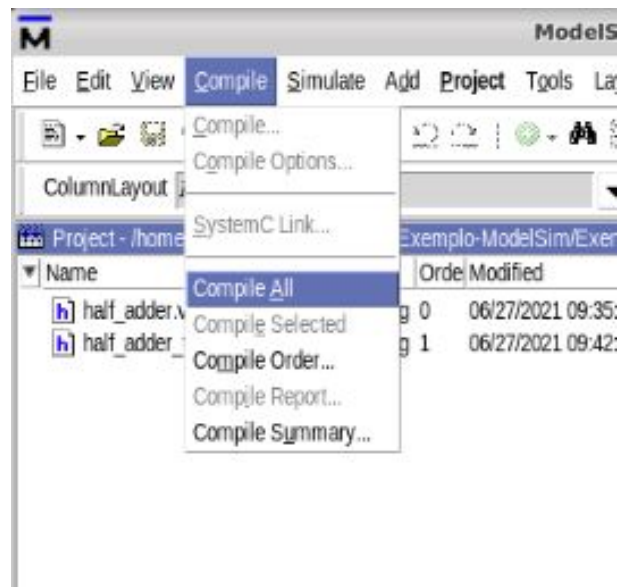 M
ModelS
File Edit View Compile Simulate Add Project Tools La
Compile...
Compile Options...
ColumnLayout
SystemC Link...
Project - /home Exemplo-ModelSim/Exer
Name Orde Modified
Compile All
half_adder.v g 0 06/27/2021 09:35:
Compile Selected
half_adder_ g 1 06/27/2021 09:42:
Compile Order...
Compile Report...
Compile Summary...